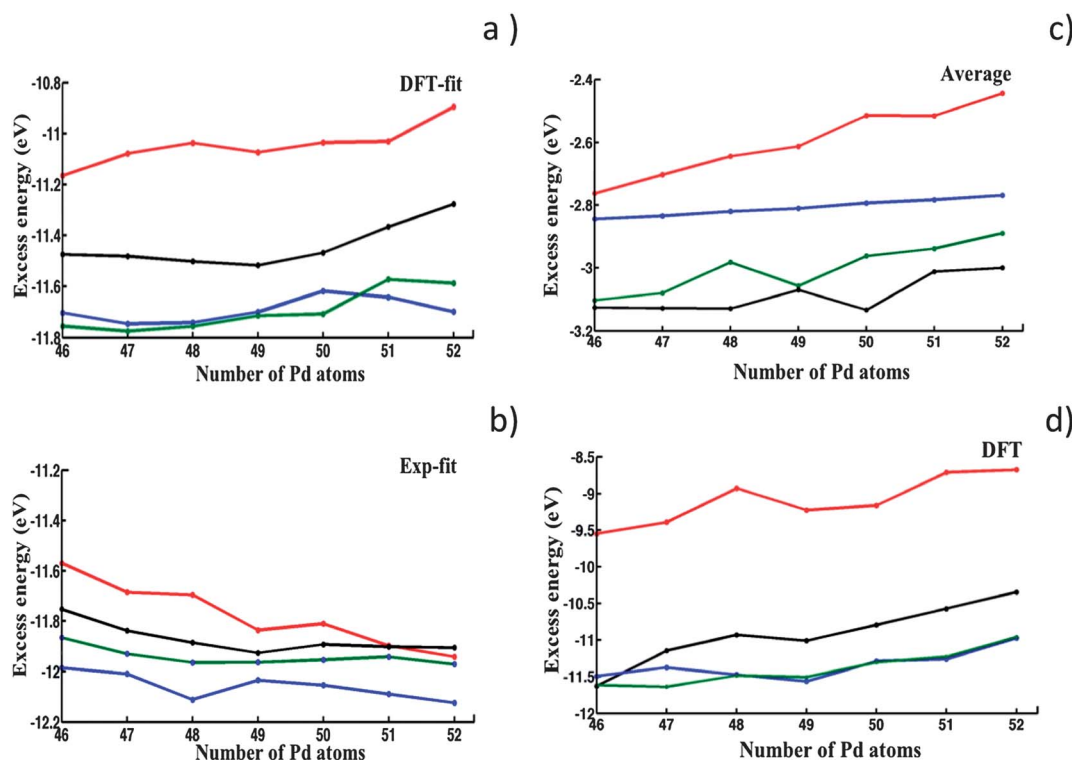 a )
DFT-fit
Excess energy (eV)
-10.8
-11
-11.2
-11.4
-11.6
-11.8
46 47 48 49 50 51 52
Number of Pd atoms
c)
Average
Excess energy (eV)
-2.4
-2.6
-2.8
-3
-3.2
46 47 48 49 50 51 52
Number of Pd atoms
b)
Exp-fit
Excess energy (eV)
-11.2
-11.4
-11.6
-11.8
-12
-12.2
46 47 48 49 50 51 52
Number of Pd atoms
d)
DFT
Excess energy (eV)
-8.5
-9
-9.5
-10
-10.5
-11
-11.5
-12
46 47 48 49 50 51 52
Number of Pd atoms